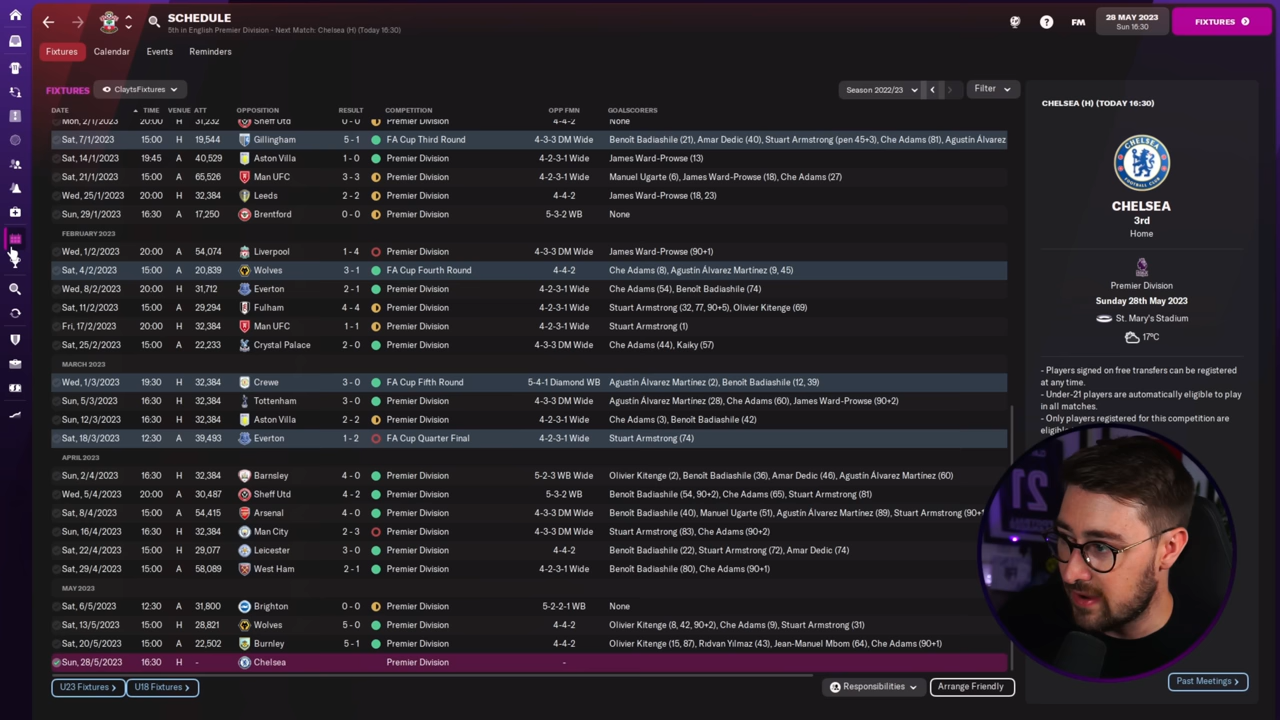 SCHEDULE
5th in English Premier Division - Next Match: Chelsea (H) (Today 16:30)
FM
28 MAY 2023
Sun 16:30
FIXTURES
Fixtures Calendar Events Reminders
FIXTURES ClaytsFixtures Season 2022/23 Filter
DATE TIME VENUE ATT OPPOSITION RESULT COMPETITION OPP FMN GOALSCORERS
Mon, 2/1/2023 20:00 H 31,232 Sheff Utd 0 - 0 Premier Division 4-4-2 None
Sat, 7/1/2023 15:00 H 19,544 Gillingham 5 - 1 FA Cup Third Round 4-3-3 DM Wide Benoît Badiashile (21), Amar Dedic (40), Stuart Armstrong (pen 45+3), Che Adams (81), Agustín Álvarez
Sat, 14/1/2023 19:45 A 40,529 Aston Villa 1 - 0 Premier Division 4-2-3-1 Wide James Ward-Prowse (13)
Sat, 21/1/2023 15:00 A 65,526 Man UFC 3 - 3 Premier Division 4-2-3-1 Wide Manuel Ugarte (6), James Ward-Prowse (18), Che Adams (27)
Wed, 25/1/2023 20:00 H 32,384 Leeds 2 - 2 Premier Division 4-4-2 James Ward-Prowse (18, 23)
Sun, 29/1/2023 16:30 A 17,250 Brentford 0 - 0 Premier Division 5-3-2 WB None
FEBRUARY 2023
Wed, 1/2/2023 20:00 A 54,074 Liverpool 1 - 4 Premier Division 4-3-3 DM Wide James Ward-Prowse (90+1)
Sat, 4/2/2023 15:00 A 20,839 Wolves 3 - 1 FA Cup Fourth Round 4-4-2 Che Adams (8), Agustín Álvarez Martínez (9, 45)
Wed, 8/2/2023 20:00 H 31,712 Everton 2 - 1 Premier Division 4-2-3-1 Wide Che Adams (54), Benoît Badiashile (74)
Sat, 11/2/2023 15:00 A 29,294 Fulham 4 - 4 Premier Division 4-2-3-1 Wide Stuart Armstrong (32, 77, 90+5), Olivier Kitenge (69)
Fri, 17/2/2023 20:00 H 32,384 Man UFC 1 - 1 Premier Division 4-2-3-1 Wide Stuart Armstrong (1)
Sat, 25/2/2023 15:00 A 22,233 Crystal Palace 2 - 0 Premier Division 4-3-3 DM Wide Che Adams (44), Kaiky (57)
MARCH 2023
Wed, 1/3/2023 19:30 H 32,384 Crewe 3 - 0 FA Cup Fifth Round 5-4-1 Diamond WB Agustín Álvarez Martínez (2), Benoît Badiashile (12, 39)
Sun, 5/3/2023 16:30 H 32,384 Tottenham 3 - 0 Premier Division 4-3-3 DM Wide Agustín Álvarez Martínez (28), Che Adams (60), James Ward-Prowse (90+2)
Sun, 12/3/2023 16:30 H 32,384 Aston Villa 2 - 2 Premier Division 4-2-3-1 Wide Che Adams (3), Benoît Badiashile (42)
Sat, 18/3/2023 12:30 A 39,493 Everton 1 - 2 FA Cup Quarter Final 4-2-3-1 Wide Stuart Armstrong (74)
APRIL 2023
Sun, 2/4/2023 16:30 H 32,384 Barnsley 4 - 0 Premier Division 5-2-3 WB Wide Olivier Kitenge (2), Benoît Badiashile (36), Amar Dedic (46), Agustín Álvarez Martínez (60)
Wed, 5/4/2023 20:00 A 30,487 Sheff Utd 4 - 2 Premier Division 5-3-2 WB Benoît Badiashile (54, 90+2), Che Adams (65), Stuart Armstrong (81)
Sat, 8/4/2023 15:00 A 54,415 Arsenal 4 - 0 Premier Division 4-3-3 DM Wide Benoît Badiashile (40), Manuel Ugarte (51), Agustín Álvarez Martínez (89), Stuart Armstrong (90+
Sun, 16/4/2023 16:30 H 32,384 Man City 2 - 3 Premier Division 4-3-3 DM Wide Stuart Armstrong (83), Che Adams (90+2)
Sat, 22/4/2023 15:00 A 29,077 Leicester 3 - 0 Premier Division 4-4-2 Benoît Badiashile (22), Stuart Armstrong (72), Amar Dedic (74)
Sat, 29/4/2023 15:00 A 58,089 West Ham 2 - 1 Premier Division 4-2-3-1 Wide Benoît Badiashile (80), Che Adams (90+1)
MAY 2023
Sat, 6/5/2023 12:30 A 31,800 Brighton 0 - 0 Premier Division 5-2-2-1 WB None
Sat, 13/5/2023 15:00 H 28,821 Wolves 5 - 0 Premier Division 4-4-2 Olivier Kitenge (8, 42, 90+2), Che Adams (9), Stuart Armstrong (31)
Sat, 20/5/2023 15:00 A 22,502 Burnley 5 - 1 Premier Division 4-4-2 Olivier Kitenge (15, 87), Rıdvan Yılmaz (43), Jean-Manuel Mbom (64), Che Adams (90+1)
Sun, 28/5/2023 16:30 H - Chelsea Premier Division -
U23 Fixtures U18 Fixtures Responsibilities Arrange Friendly
CHELSEA (H) (TODAY 16:30)
CHELSEA
3rd
Home
Premier Division
Sunday 28th May 2023
St. Mary's Stadium
17°C
- Players signed on free transfers can be registered
at any time.
- Under-21 players are automatically eligible to play
in all matches.
- Only players registered for this competition are
Past Meetings